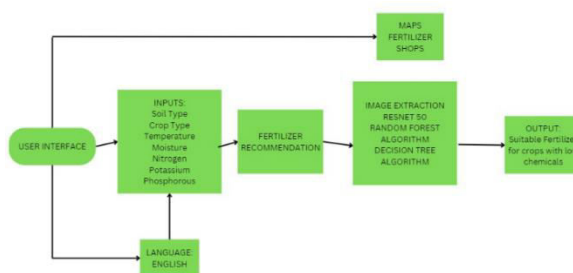 MAPS
FERTILIZER
SHOPS
USER INTERFACE
INPUTS:
Soil Type
Crop Type
Temperature
Moisture
Nitrogen
Potassium
Phosphorous
FERTILIZER
RECOMMENDATION
IMAGE EXTRACTION
RESNET 50
RANDOM FOREST
ALGORITHM
DECISION TREE
ALGORITHM
OUTPUT:
Suitable Fertilize
for crops with lo
chemicals
LANGUAGE:
ENGLISH